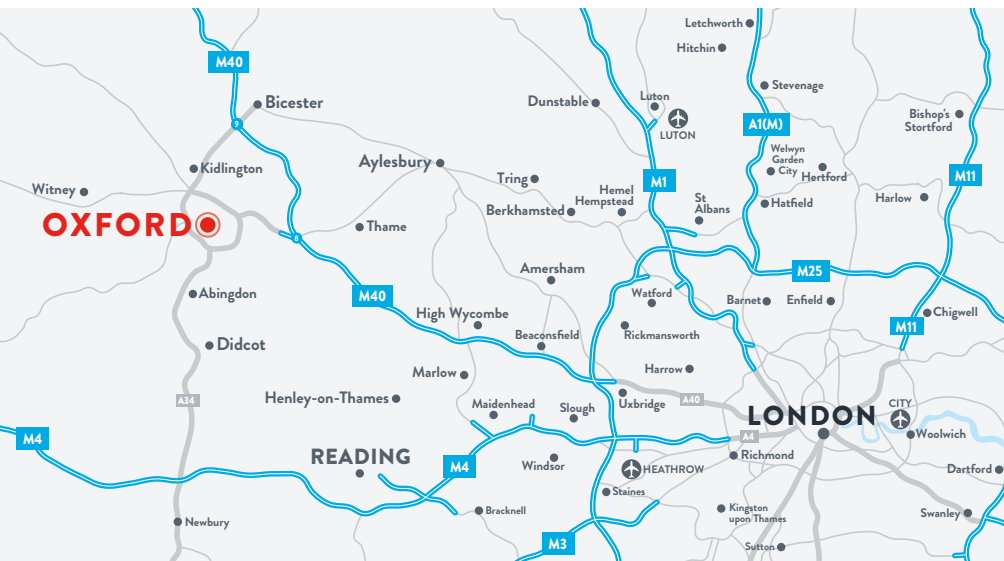 Letchworth
Hitchin
M40
Stevenage
Bicester
Dunstable
Luton
LUTON
A1(M)
Bishop's
Stortford
9
Welwyn
Garden
City
Hertford
Kidlington
Aylesbury
Tring
M1
M11
Witney
Hemel
Hempstead
St
Albans
Hatfield
Harlow
Berkhamsted
OXFORD
Thame
8
Amersham
M25
Abingdon
M40
Watford
Barnet
Enfield
High Wycombe
Chigwell
M11
Beaconsfield
Rickmansworth
Didcot
Marlow
Harrow
A34
Henley-on-Thames
Maidenhead
Slough
Uxbridge
A40
LONDON
CITY
M4
A4
Woolwich
READING
M4
Windsor
HEATHROW
Richmond
Dartford
Staines
Newbury
Bracknell
Kingston
upon Thames
Swanley
M3
Sutton